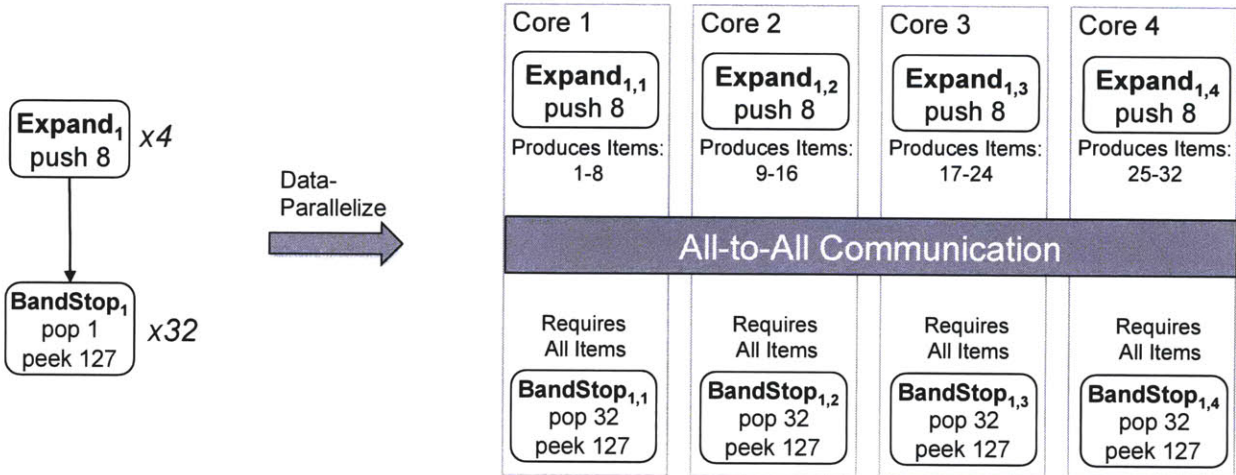 Expand1
push 8
x4
BandStop1
pop 1
peek 127
x32
Data-
Parallelize
Core 1
Expand1,1
push 8
Produces Items:
1-8
Core 2
Expand1,2
push 8
Produces Items:
9-16
Core 3
Expand1,3
push 8
Produces Items:
17-24
Core 4
Expand1,4
push 8
Produces Items:
25-32
All-to-All Communication
Requires
All Items
BandStop1,1
pop 32
peek 127
Requires
All Items
BandStop1,2
pop 32
peek 127
Requires
All Items
BandStop1,3
pop 32
peek 127
Requires
All Items
BandStop1,4
pop 32
peek 127